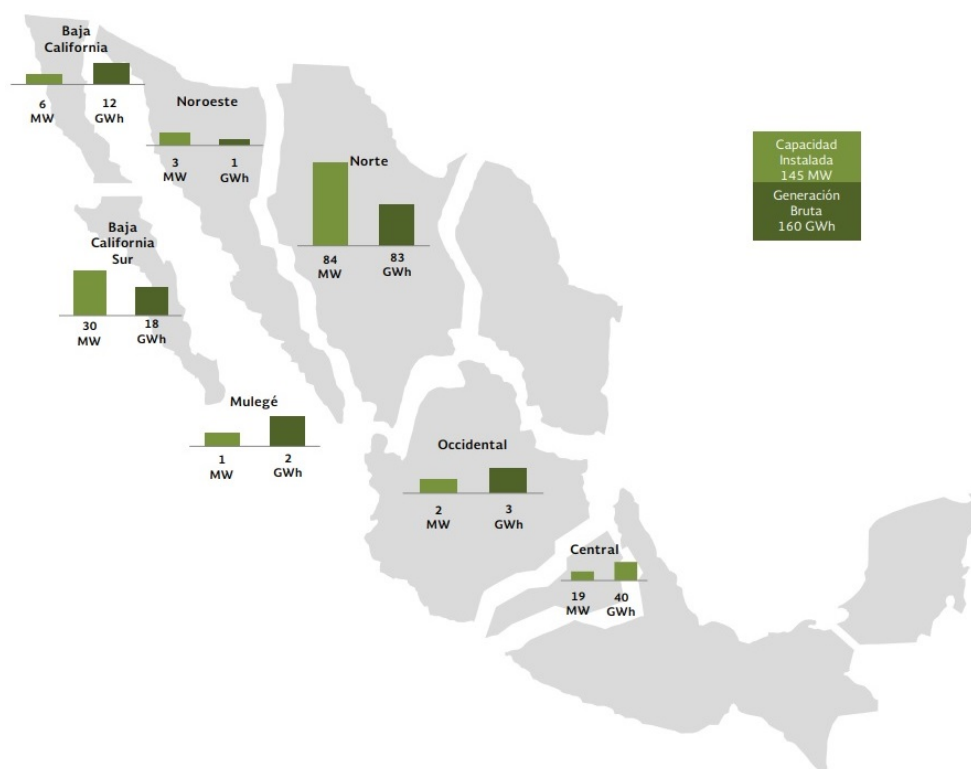 Baja
California
6
MW
12
GWh
Noroeste
3
MW
1
GWh
Norte
84
MW
83
GWh
Capacidad
Instalada
145 MW
Generación
Bruta
160 GWh
Baja
California
Sur
30
MW
18
GWh
Mulegé
1
MW
2
GWh
Occidental
2
MW
3
GWh
Central
19
MW
40
GWh